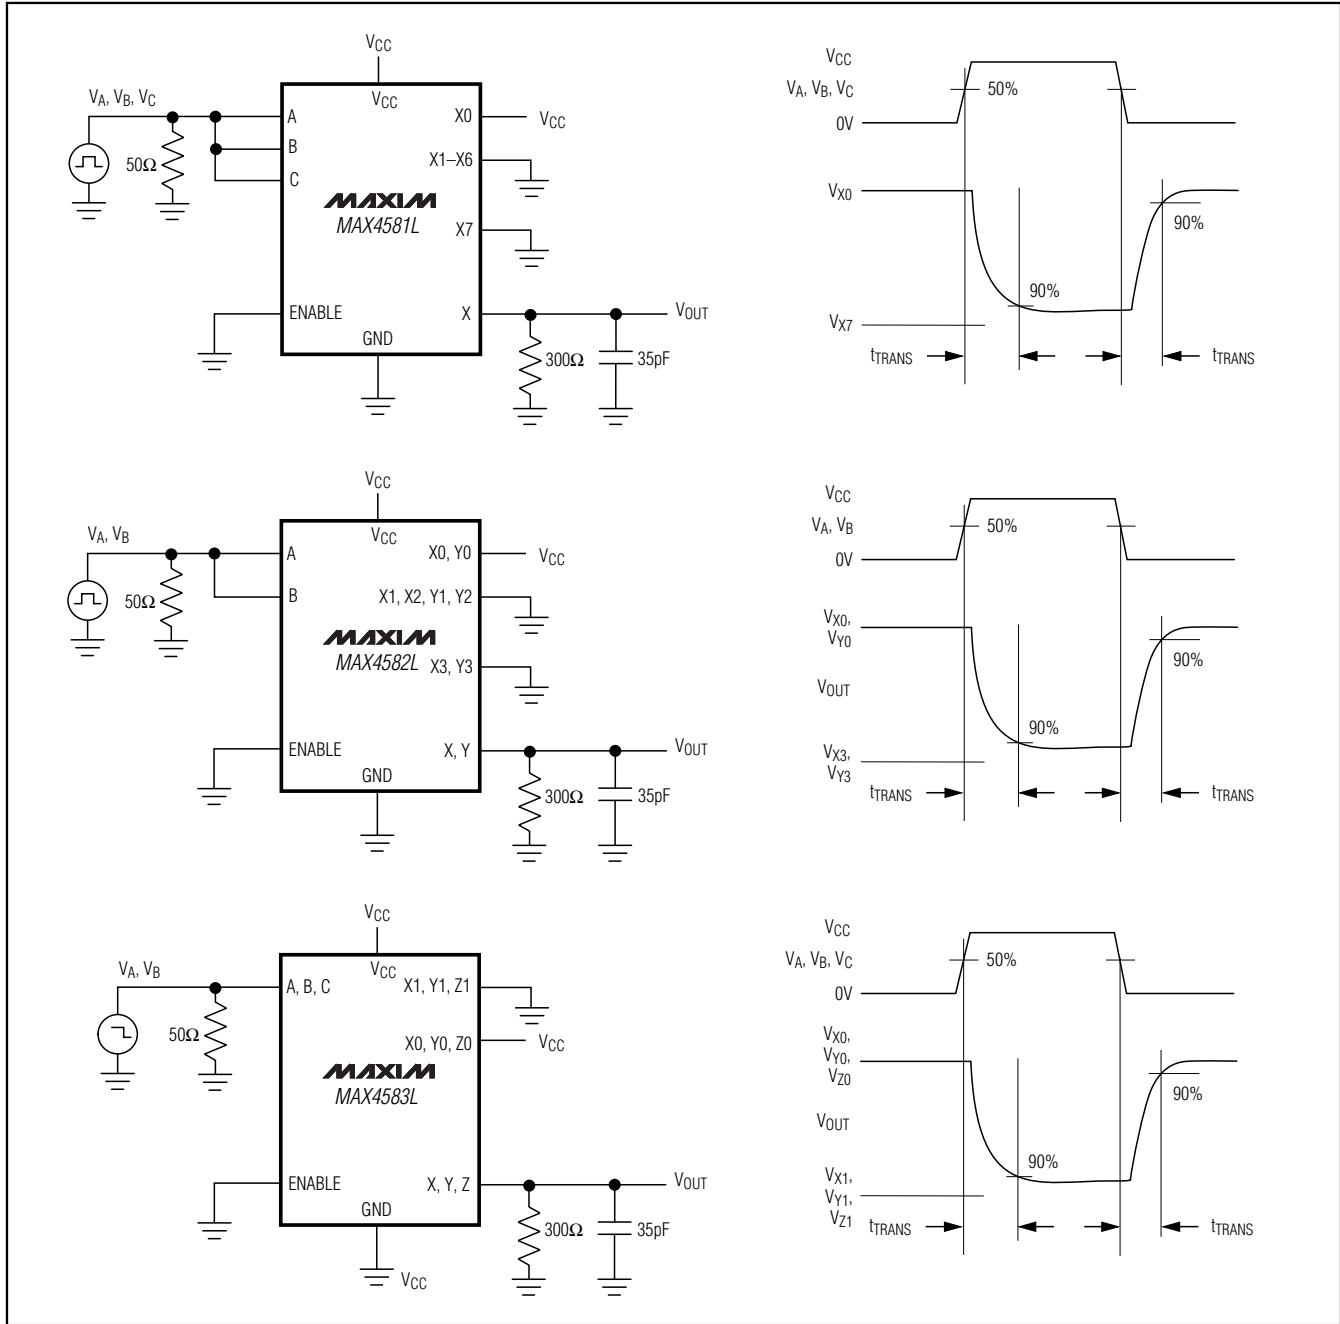 VCC
VCC
VA, VB, VC
A
B
C
50Ω
X0
VCC
X1–X6
MAXIM
MAX4581L
X7
ENABLE
X
VOUT
GND
300Ω
35pF
VCC
VA, VB, VC
50%
0V
VX0
90%
90%
VX7
tTRANS
tTRANS
VCC
VCC
VA, VB
A
B
50Ω
X0, Y0
VCC
X1, X2, Y1, Y2
MAXIM
MAX4582L
X3, Y3
ENABLE
X, Y
VOUT
GND
300Ω
35pF
VCC
VA, VB
50%
0V
VX0,
VY0
90%
VOUT
90%
VX3,
VY3
tTRANS
tTRANS
VCC
VCC
VA, VB
A, B, C
50Ω
X1, Y1, Z1
X0, Y0, Z0
VCC
MAXIM
MAX4583L
ENABLE
X, Y, Z
VOUT
GND
300Ω
35pF
VCC
VCC
VA, VB, VC
50%
0V
VX0,
VY0,
VZ0
90%
VOUT
90%
VX1,
VY1,
VZ1
tTRANS
tTRANS